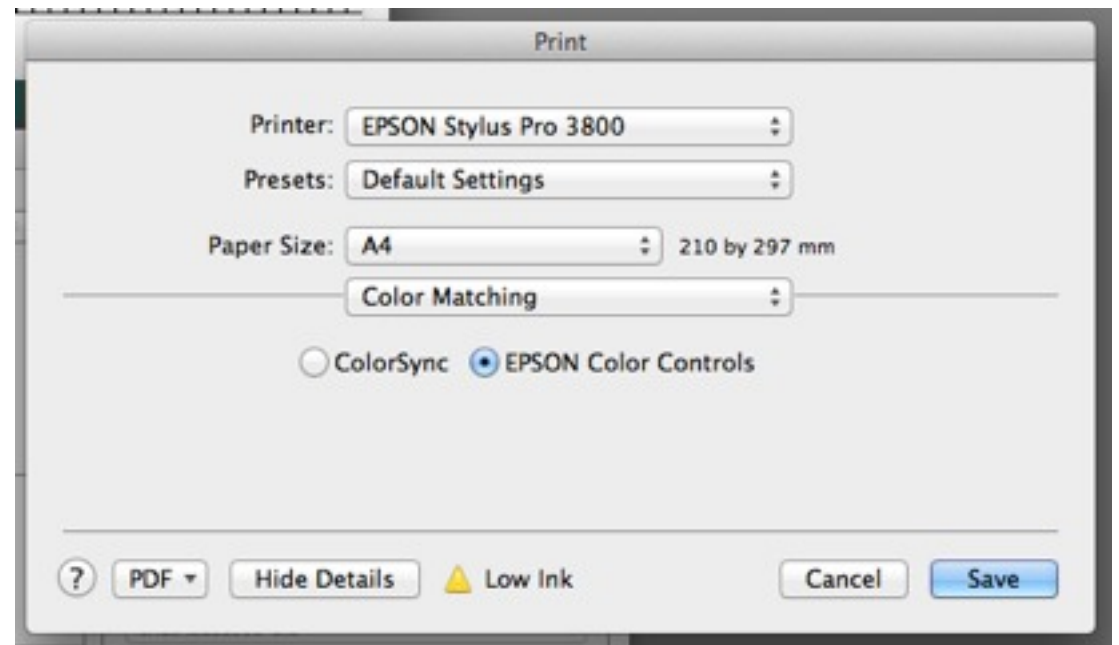 Print
Printer: EPSON Stylus Pro 3800
Presets: Default Settings
Paper Size: A4 210 by 297 mm
Color Matching
ColorSync EPSON Color Controls
? PDF Hide Details Low Ink Cancel Save